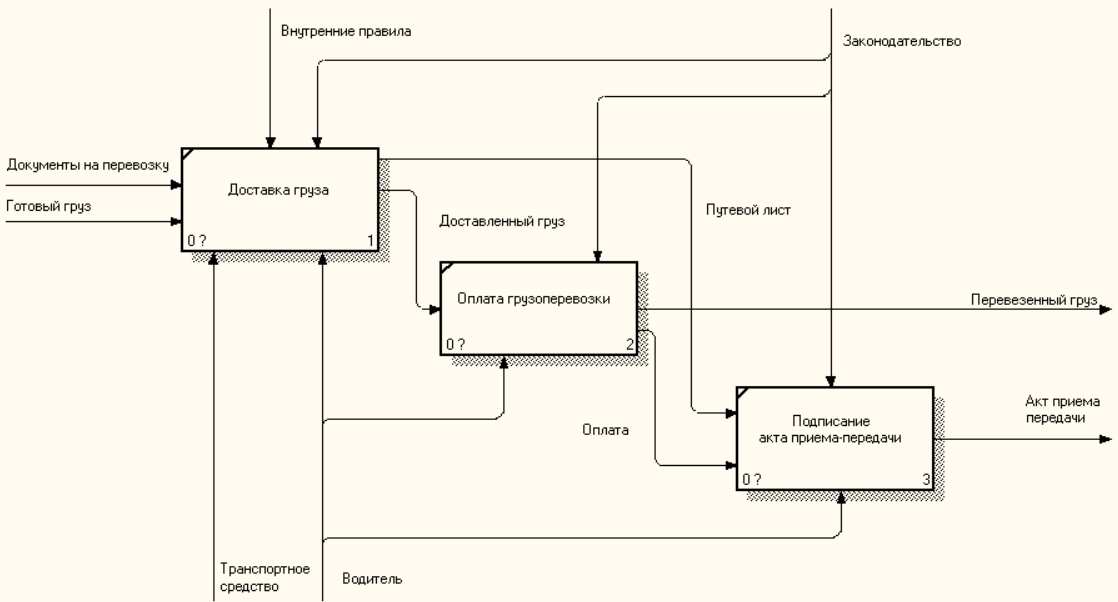 Внутренние правила
Законодательство
Документы на перевозку
Готовый груз
Доставка груза
0 ?
1
Доставленный груз
Путевой лист
Оплата грузоперевозки
0 ?
2
Перевезенный груз
Оплата
Подписание
акта приема-передачи
0 ?
3
Акт приема
передачи
Транспортное
средство
Водитель